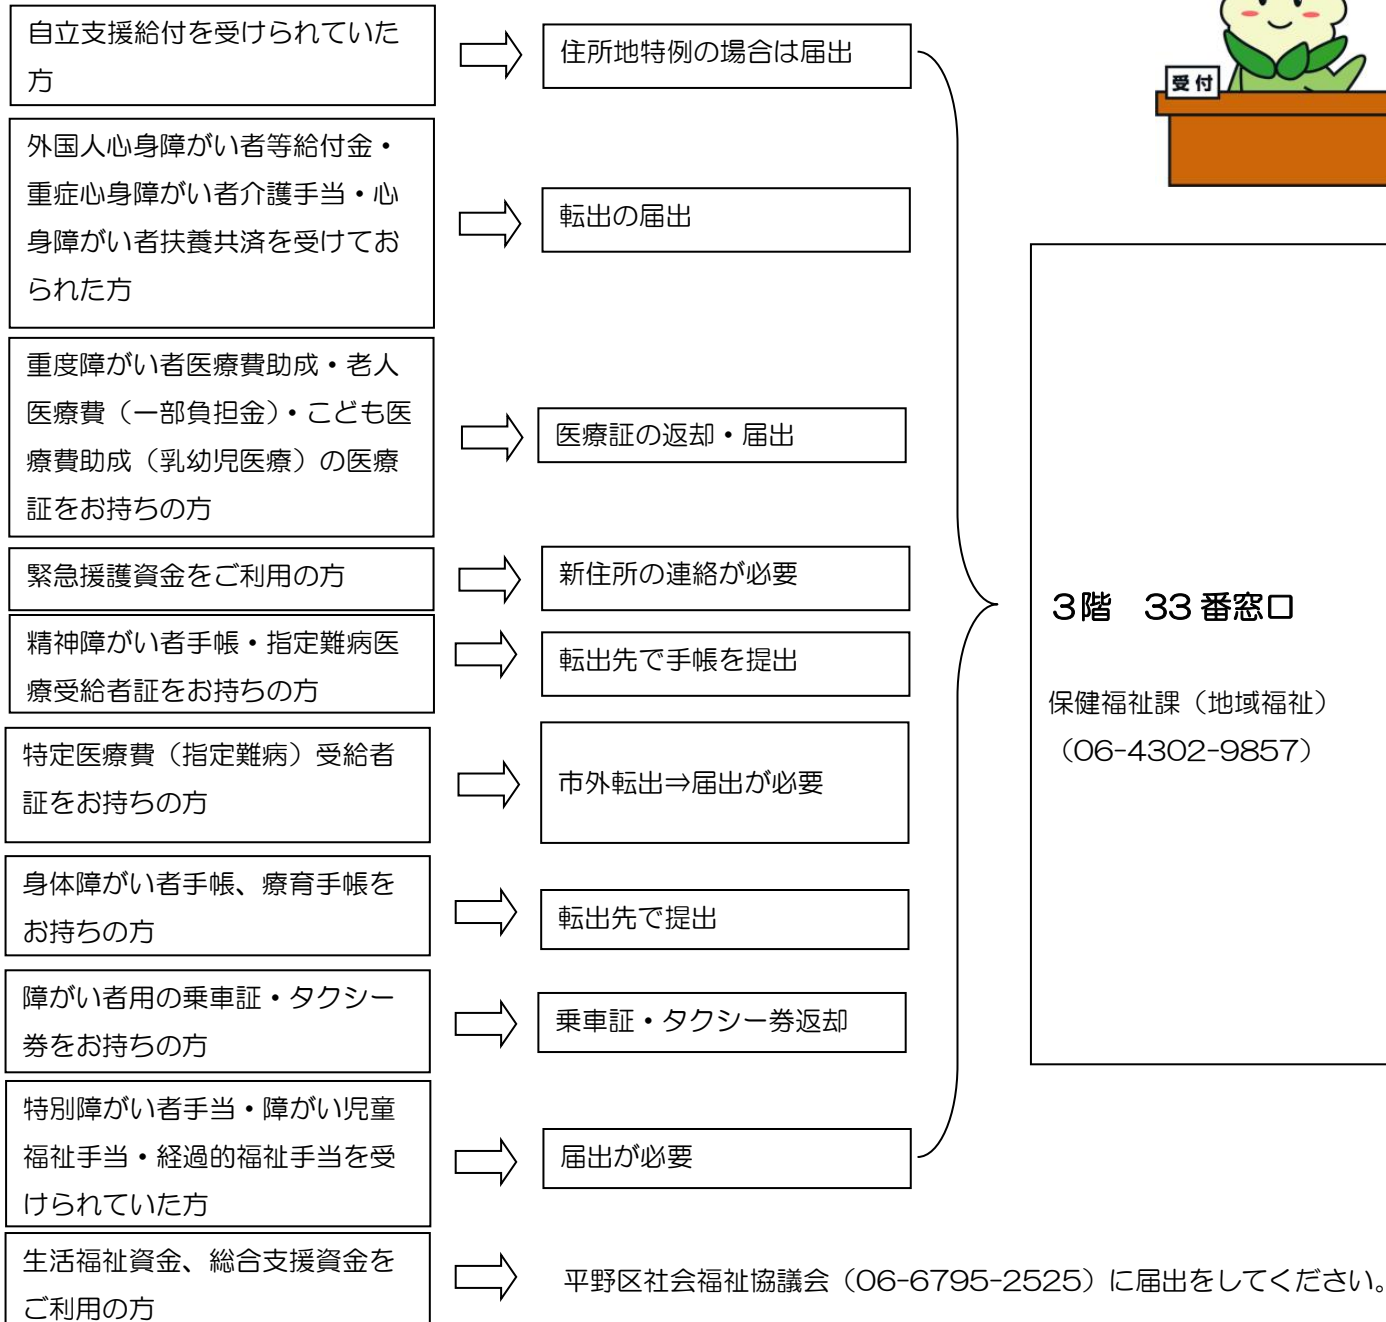 自立支援給付を受けられていた
方
住所地特例の場合は届出
受付
外国人心身障がい者等給付金・
重症心身障がい者介護手当・心
身障がい者扶養共済を受けてお
られた方
転出の届出
重度障がい者医療費助成・老人
医療費（一部負担金）・こども医
療費助成（乳幼児医療）の医療
証をお持ちの方
医療証の返却・届出
緊急援護資金をご利用の方
新住所の連絡が必要
精神障がい者手帳・指定難病医
療受給者証をお持ちの方
転出先で手帳を提出
特定医療費（指定難病）受給者
証をお持ちの方
市外転出⇒届出が必要
身体障がい者手帳、療育手帳を
お持ちの方
転出先で提出
障がい者用の乗車証・タクシー
券をお持ちの方
乗車証・タクシー券返却
特別障がい者手当・障がい児童
福祉手当・経過的福祉手当を受
けられていた方
届出が必要
3階　33番窓口
保健福祉課（地域福祉）
（06-4302-9857）
生活福祉資金、総合支援資金を
ご利用の方
平野区社会福祉協議会（06-6795-2525）に届出をしてください。